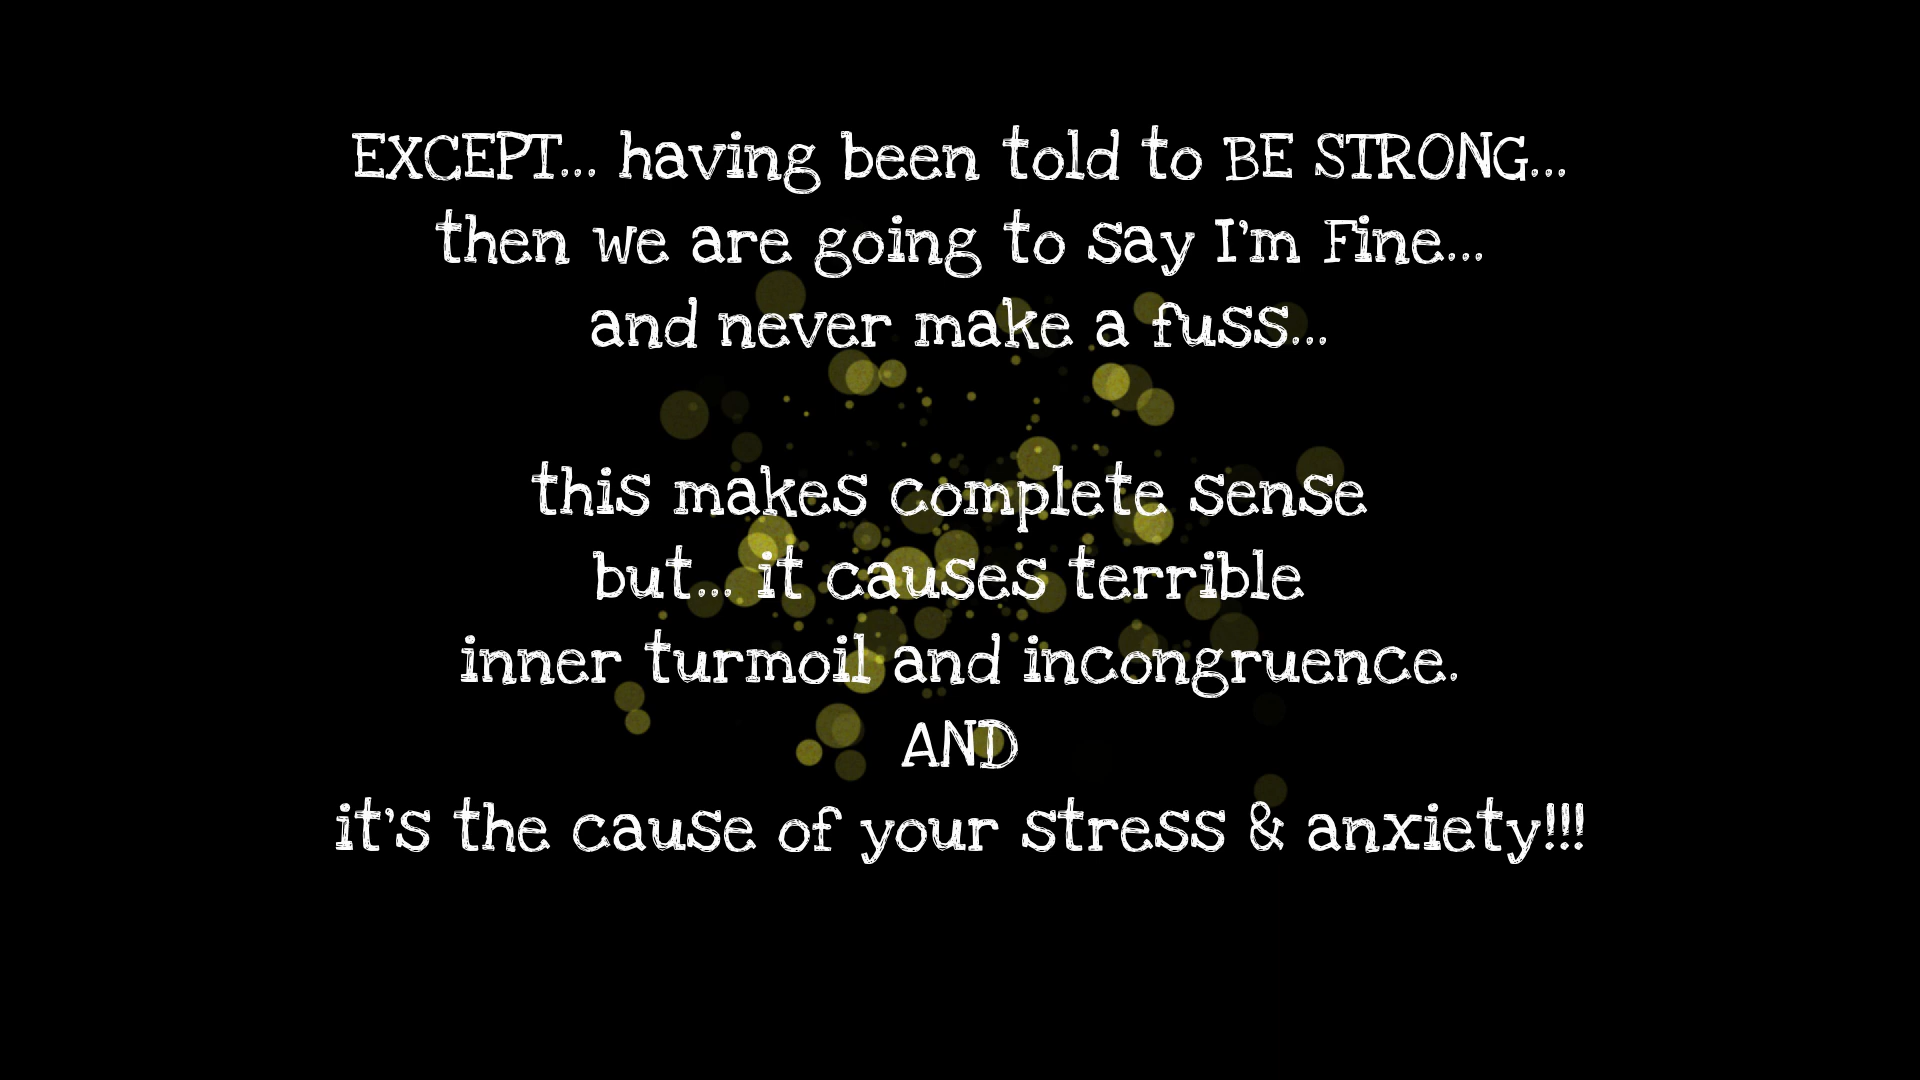 EXCEPT... having been told to BE STRONG...
then we are going to say I'm Fine...
and never make a fuss...
this makes complete sense
but... it causes terrible
inner turmoil and incongruence.
AND
it's the cause of your stress & anxiety!!!